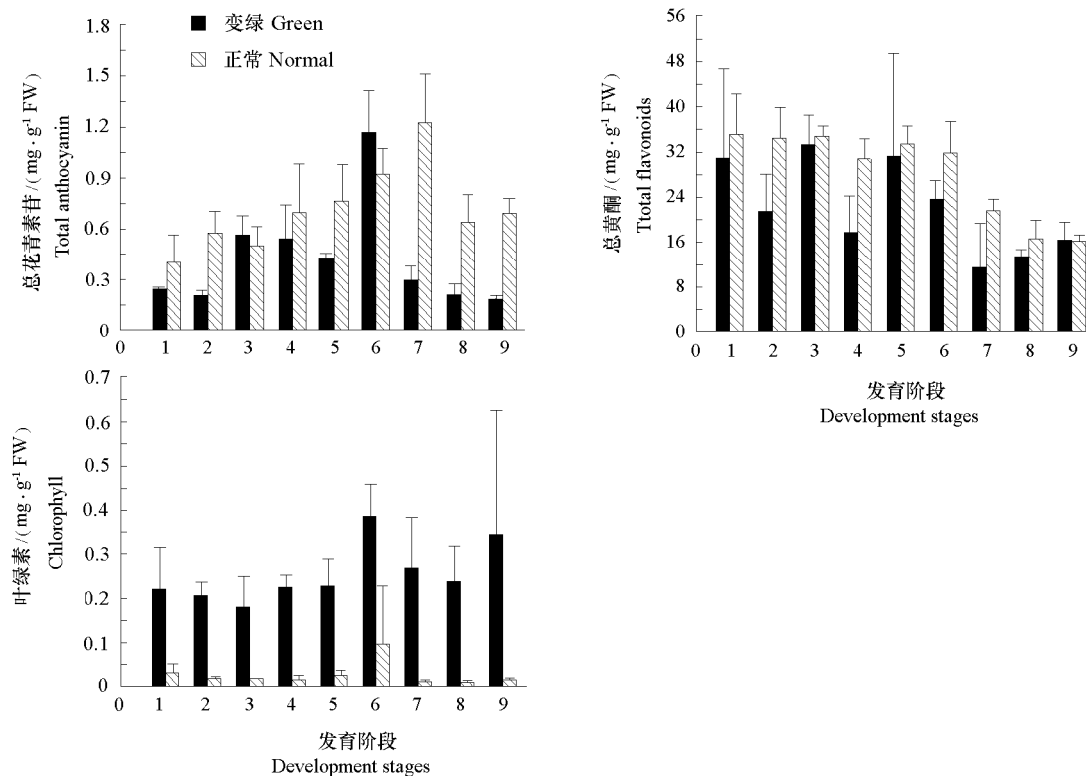 变绿 Green
正常 Normal
总花青素苷/(mg·g⁻¹ FW)
Total anthocyanin
1.8
1.5
1.2
0.9
0.6
0.3
0
0 1 2 3 4 5 6 7 8 9
总黄酮/(mg·g⁻¹ FW)
Ttotal flavonoids
56
48
40
32
24
16
8
0
0 1 2 3 4 5 6 7 8 9
发育阶段
Development stages
叶绿素/(mg·g⁻¹ FW)
Chlorophyll
0.7
0.6
0.5
0.4
0.3
0.2
0.1
0
0 1 2 3 4 5 6 7 8 9
发育阶段
Development stages